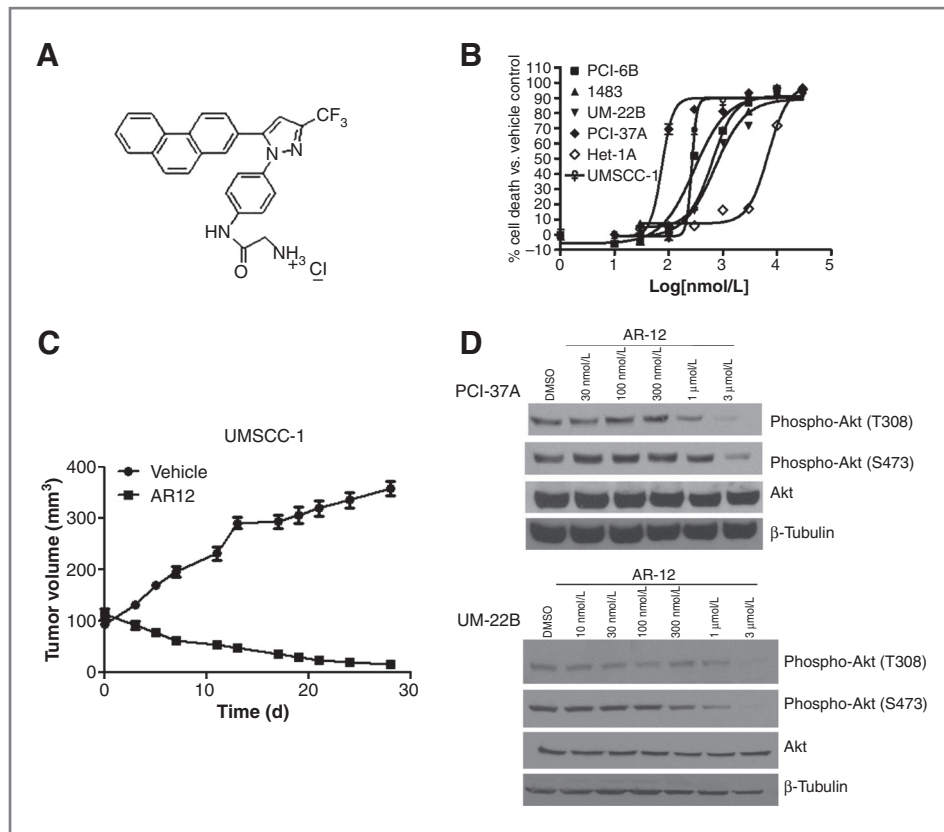 A
CF3
N
N
HN
O
NH3
+
Cl
–
B
% cell death vs. vehicle control
110
100
90
80
70
60
50
40
30
20
10
0
−10
PCI-6B
1483
UM-22B
PCI-37A
Het-1A
UMSCC-1
0 1 2 3 4 5
Log[nmol/L]
C
UMSCC-1
Tumor volume (mm³)
400
300
200
100
0
Vehicle
AR12
0 10 20 30
Time (d)
D
AR-12
PCI-37A
DMSO
30 nmol/L
100 nmol/L
300 nmol/L
1 μmol/L
3 μmol/L
Phospho-Akt (T308)
Phospho-Akt (S473)
Akt
β-Tubulin
AR-12
UM-22B
DMSO
10 nmol/L
30 nmol/L
100 nmol/L
300 nmol/L
1 μmol/L
3 μmol/L
Phospho-Akt (T308)
Phospho-Akt (S473)
Akt
β-Tubulin